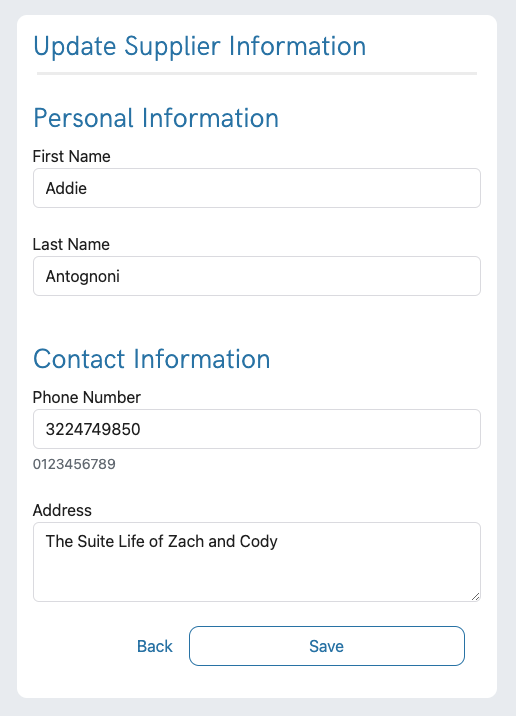 Update Supplier Information
Personal Information
First Name
Addie
Last Name
Antognoni
Contact Information
Phone Number
3224749850
0123456789
Address
The Suite Life of Zach and Cody
Back
Save